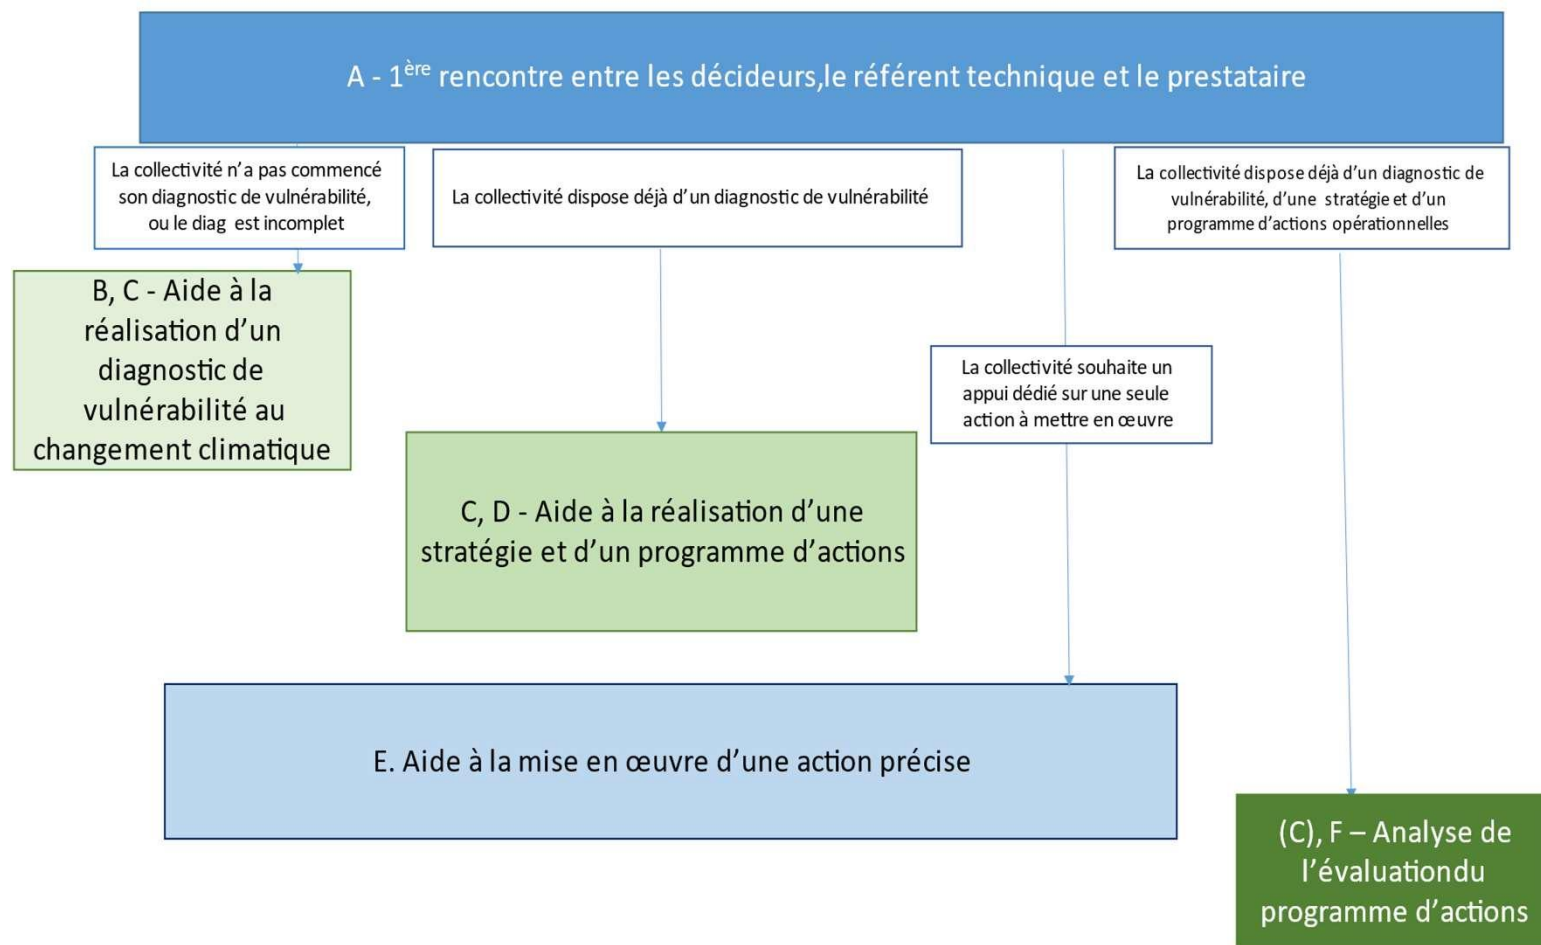 A - 1ère rencontre entre les décideurs,le référent technique et le prestataire
La collectivité n'a pas commencé
son diagnostic de vulnérabilité,
ou le diag est incomplet
La collectivité dispose déjà d'un diagnostic de vulnérabilité
La collectivité dispose déjà d'un diagnostic de
vulnérabilité, d'une stratégie et d'un
programme d'actions opérationnelles
B, C - Aide à la
réalisation d'un
diagnostic de
vulnérabilité au
changement climatique
La collectivité souhaite un
appui dédié sur une seule
action à mettre en œuvre
C, D - Aide à la réalisation d'une
stratégie et d'un programme d'actions
E. Aide à la mise en œuvre d'une action précise
(C), F – Analyse de
l'évaluationdu
programme d'actions